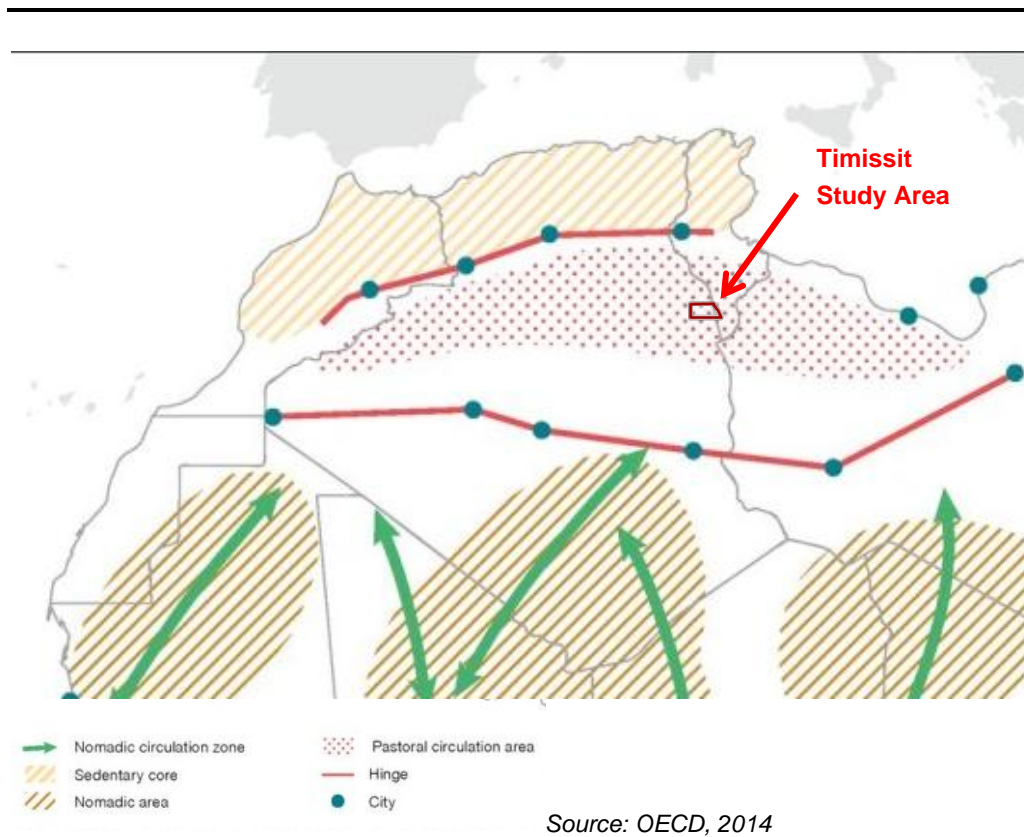 Timissit
Study Area
Nomadic circulation zone
Sedentary core
Nomadic area
Pastoral circulation area
Hinge
City
Source: OECD, 2014